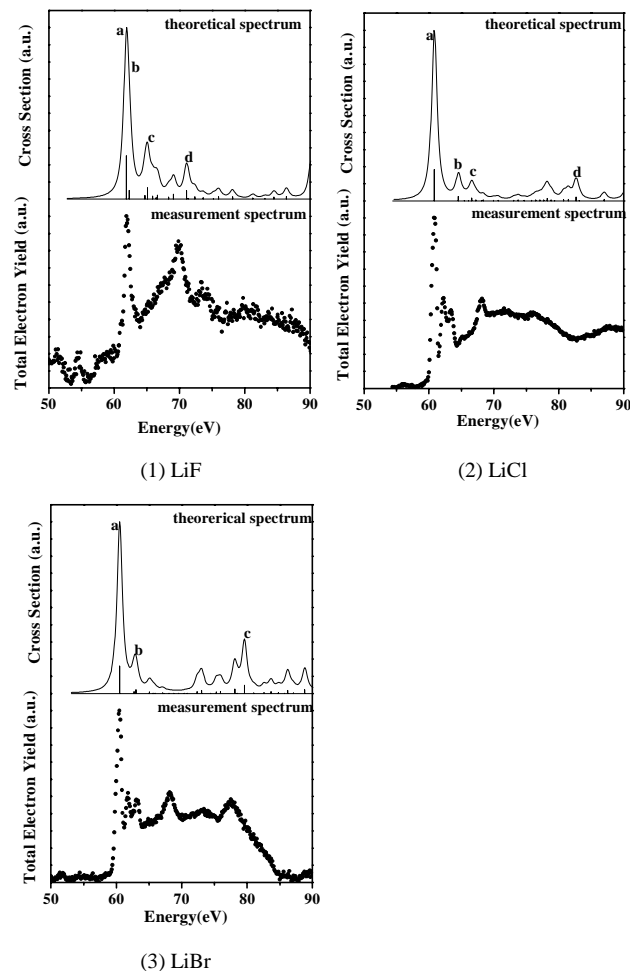 theoretical spectrum
a
b
c
d
Cross Section (a.u.)
measurement spectrum
Total Electron Yield (a.u.)
50 60 70 80 90
Energy(eV)
(1) LiF
theoretical spectrum
a
b
c
d
Cross Section (a.u.)
measurement spectrum
Total Electron Yield (a.u.)
50 60 70 80 90
Energy(eV)
(2) LiCl
theorerical spectrum
a
b
c
Cross Section (a.u.)
measurement spectrum
Total Electron Yield (a.u.)
50 60 70 80 90
Energy(eV)
(3) LiBr